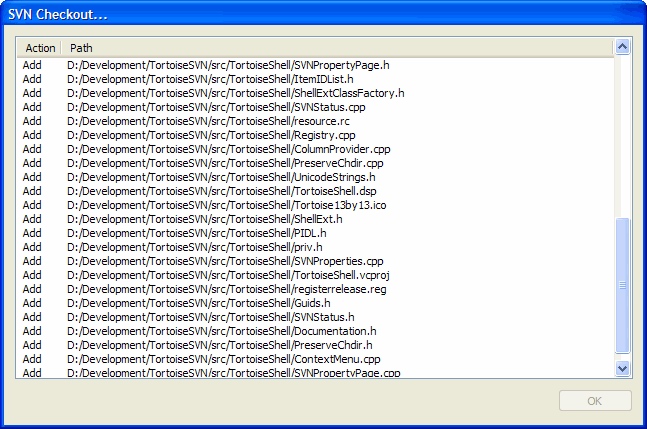 SVN Checkout...
Action Path
Add D:/Development/TortoiseSVN/src/TortoiseShell/SVNPropertyPage.h
Add D:/Development/TortoiseSVN/src/TortoiseShell/ItemIDList.h
Add D:/Development/TortoiseSVN/src/TortoiseShell/ShellExtClassFactory.h
Add D:/Development/TortoiseSVN/src/TortoiseShell/SVNStatus.cpp
Add D:/Development/TortoiseSVN/src/TortoiseShell/resource.rc
Add D:/Development/TortoiseSVN/src/TortoiseShell/Registry.cpp
Add D:/Development/TortoiseSVN/src/TortoiseShell/ColumnProvider.cpp
Add D:/Development/TortoiseSVN/src/TortoiseShell/PreserveChdir.cpp
Add D:/Development/TortoiseSVN/src/TortoiseShell/UnicodeStrings.h
Add D:/Development/TortoiseSVN/src/TortoiseShell/TortoiseShell.dsp
Add D:/Development/TortoiseSVN/src/TortoiseShell/Tortoise13by13.ico
Add D:/Development/TortoiseSVN/src/TortoiseShell/ShellExt.h
Add D:/Development/TortoiseSVN/src/TortoiseShell/PIDL.h
Add D:/Development/TortoiseSVN/src/TortoiseShell/priv.h
Add D:/Development/TortoiseSVN/src/TortoiseShell/SVNProperties.cpp
Add D:/Development/TortoiseSVN/src/TortoiseShell/TortoiseShell.vcproj
Add D:/Development/TortoiseSVN/src/TortoiseShell/registerrelease.reg
Add D:/Development/TortoiseSVN/src/TortoiseShell/Guids.h
Add D:/Development/TortoiseSVN/src/TortoiseShell/SVNStatus.h
Add D:/Development/TortoiseSVN/src/TortoiseShell/Documentation.h
Add D:/Development/TortoiseSVN/src/TortoiseShell/PreserveChdir.h
Add D:/Development/TortoiseSVN/src/TortoiseShell/ContextMenu.cpp
Add D:/Development/TortoiseSVN/src/TortoiseShell/SVNPropertyPage.cpp
OK